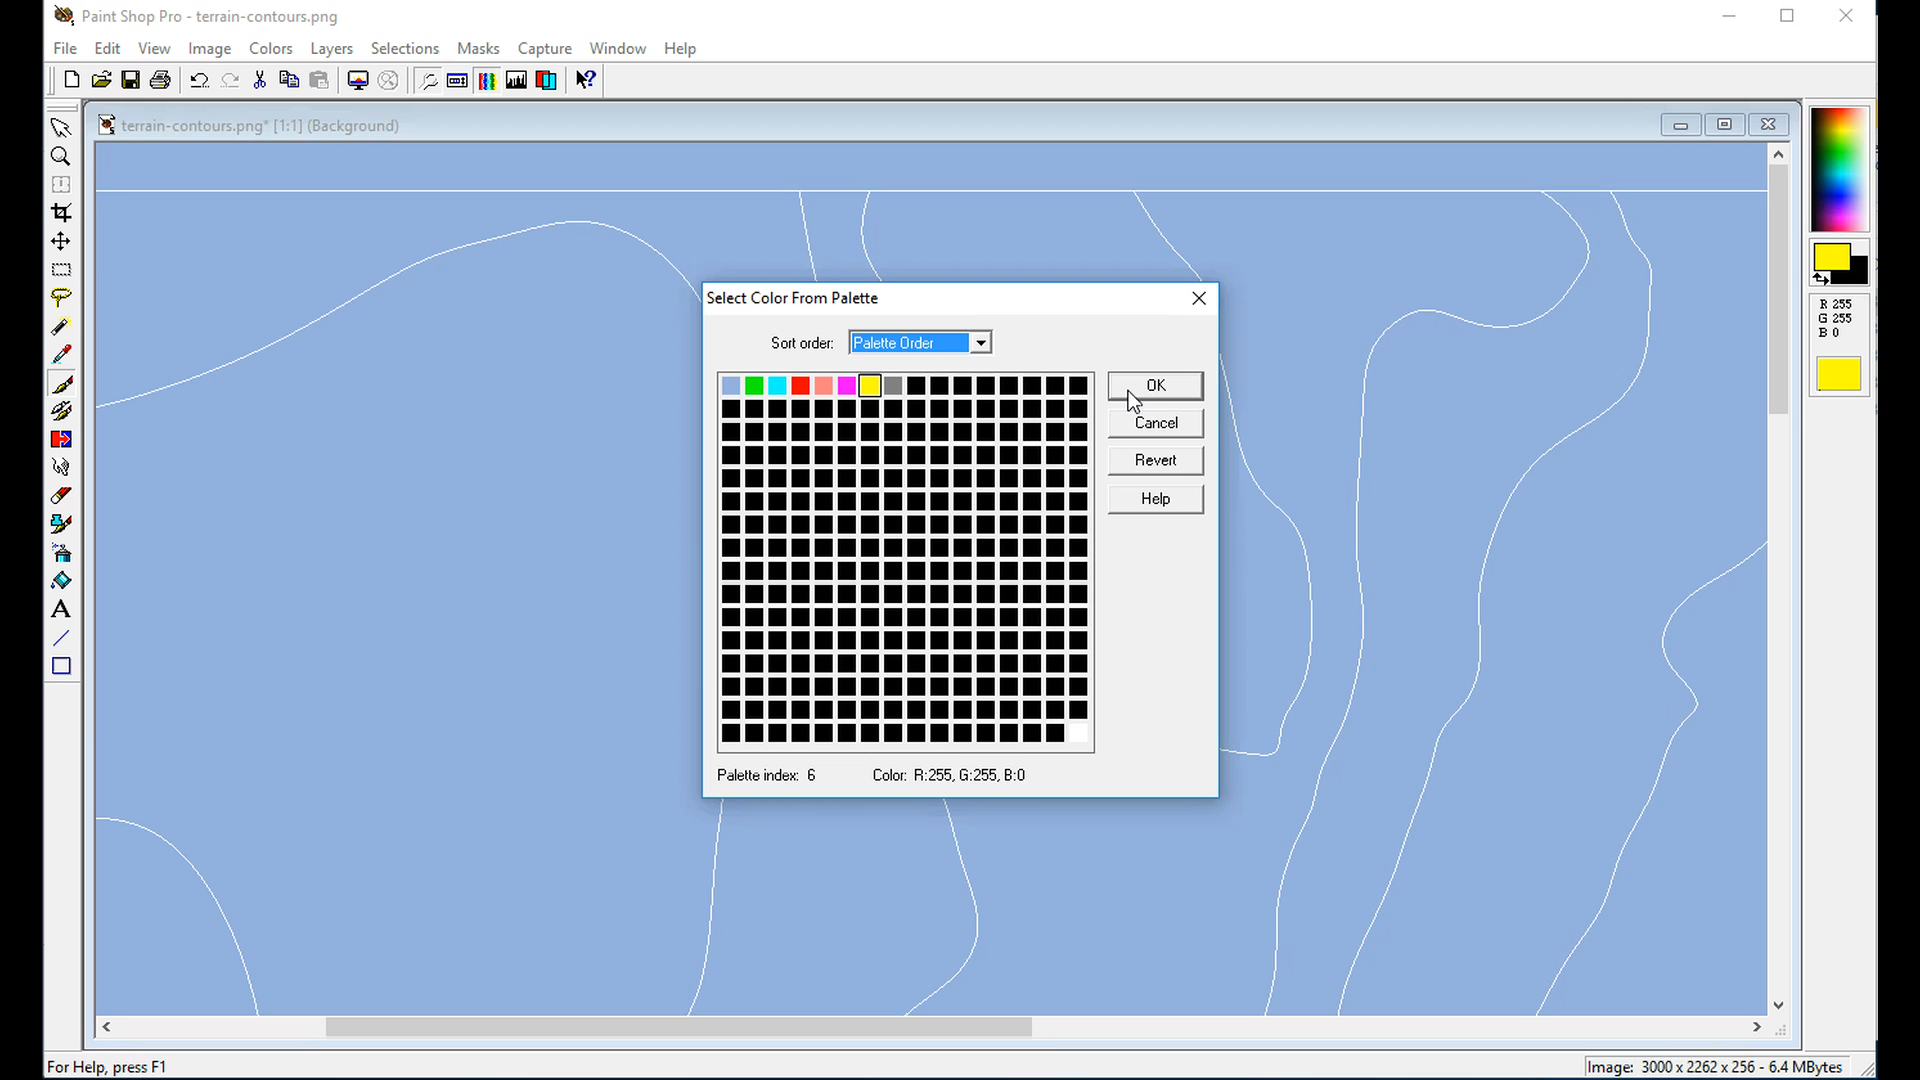 Paint Shop Pro - terrain-contours.png
File Edit View Image Colors Layers Selections Masks Capture Window Help
terrain-contours.png* [1:1] (Background)
Select Color From Palette
Sort order: Palette Order
OK
Cancel
Revert
Help
Palette index: 6 Color: R:255, G:255, B:0
R 255
G 255
B 0
A
For Help, press F1
Image: 3000 x 2262 x 256 - 6.4 MBytes